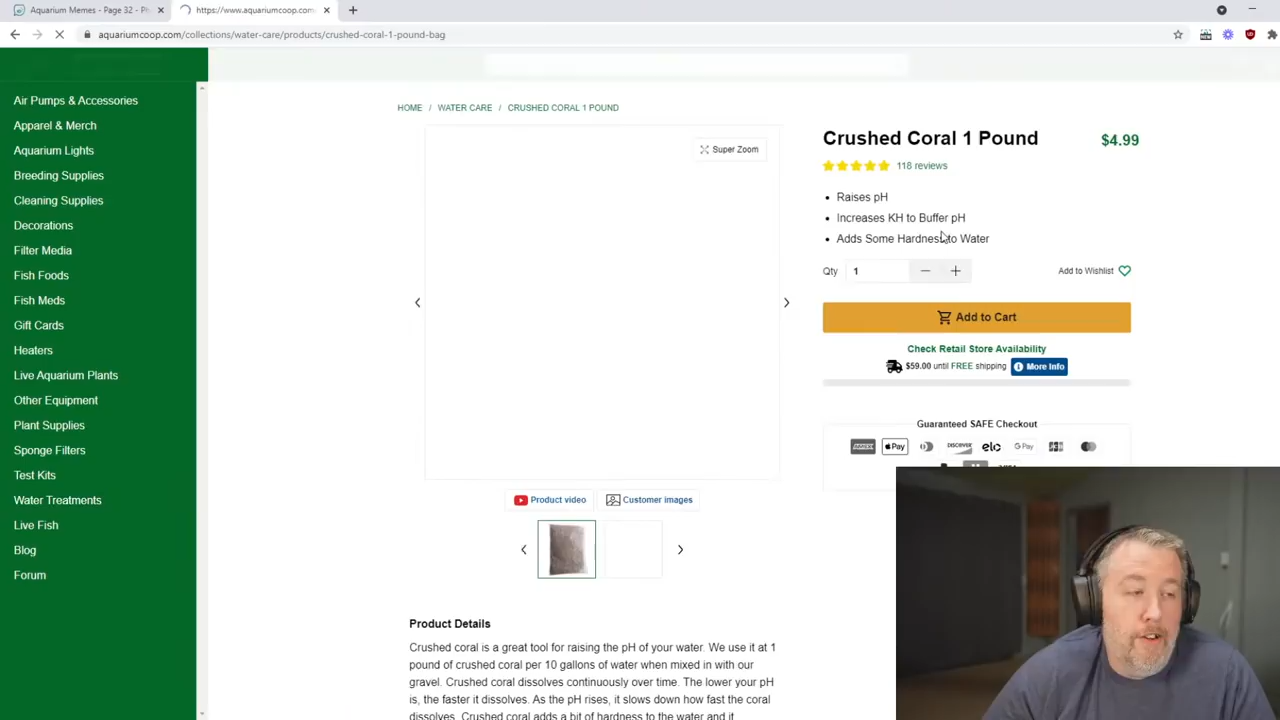 Aquarium Memes - Page 32 - Ph
https://www.aquariumcoop.com
aquariumcoop.com/collections/water-care/products/crushed-coral-1-pound-bag
Air Pumps & Accessories
Apparel & Merch
Aquarium Lights
Breeding Supplies
Cleaning Supplies
Decorations
Filter Media
Fish Foods
Fish Meds
Gift Cards
Heaters
Live Aquarium Plants
Other Equipment
Plant Supplies
Sponge Filters
Test Kits
Water Treatments
Live Fish
Blog
Forum
HOME / WATER CARE / CRUSHED CORAL 1 POUND
Super Zoom
Product video
Customer images
Crushed Coral 1 Pound $4.99
118 reviews
• Raises pH
• Increases KH to Buffer pH
• Adds Some Hardness to Water
Qty 1 − + Add to Wishlist
Add to Cart
Check Retail Store Availability
$59.00 until FREE shipping More Info
Guaranteed SAFE Checkout
AMEX Pay DISCOVER elo G Pay JCB
Product Details
Crushed coral is a great tool for raising the pH of your water. We use it at 1
pound of crushed coral per 10 gallons of water when mixed in with our
gravel. Crushed coral dissolves continuously over time. The lower your pH
is, the faster it dissolves. As the pH rises, it slows down how fast the coral
dissolves. Crushed coral adds a bit of hardness to the water and it